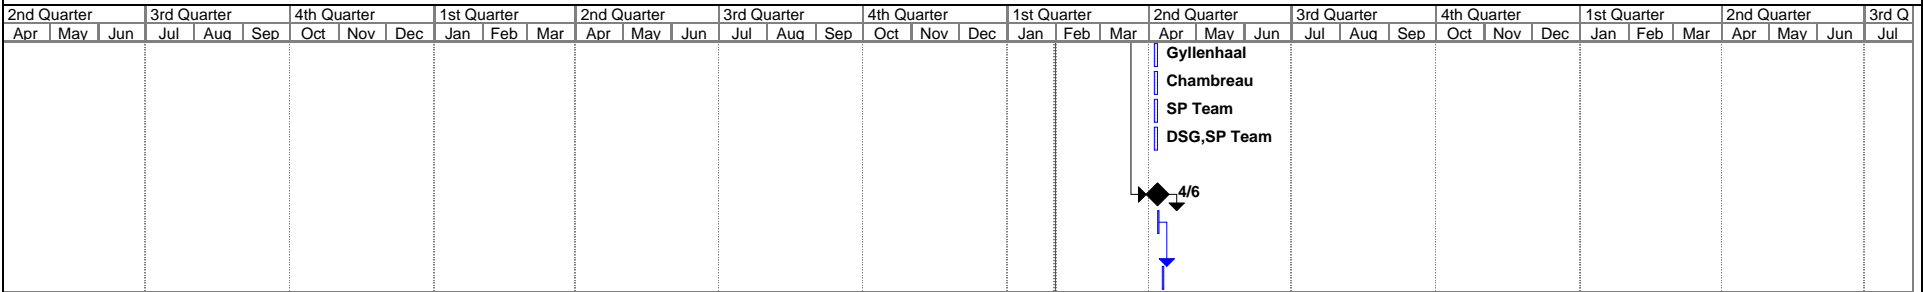 2nd Quarter 3rd Quarter 4th Quarter 1st Quarter 2nd Quarter 3rd Quarter 4th Quarter 1st Quarter 2nd Quarter 3rd Quarter 4th Quarter 1st Quarter 2nd Quarter 3rd Q
Apr May Jun Jul Aug Sep Oct Nov Dec Jan Feb Mar Apr May Jun Jul Aug Sep Oct Nov Dec Jan Feb Mar Apr May Jun Jul Aug Sep Oct Nov Dec Jan Feb Mar Apr May Jun Jul
Gyllenhaal
Chambreau
SP Team
DSG,SP Team
4/6